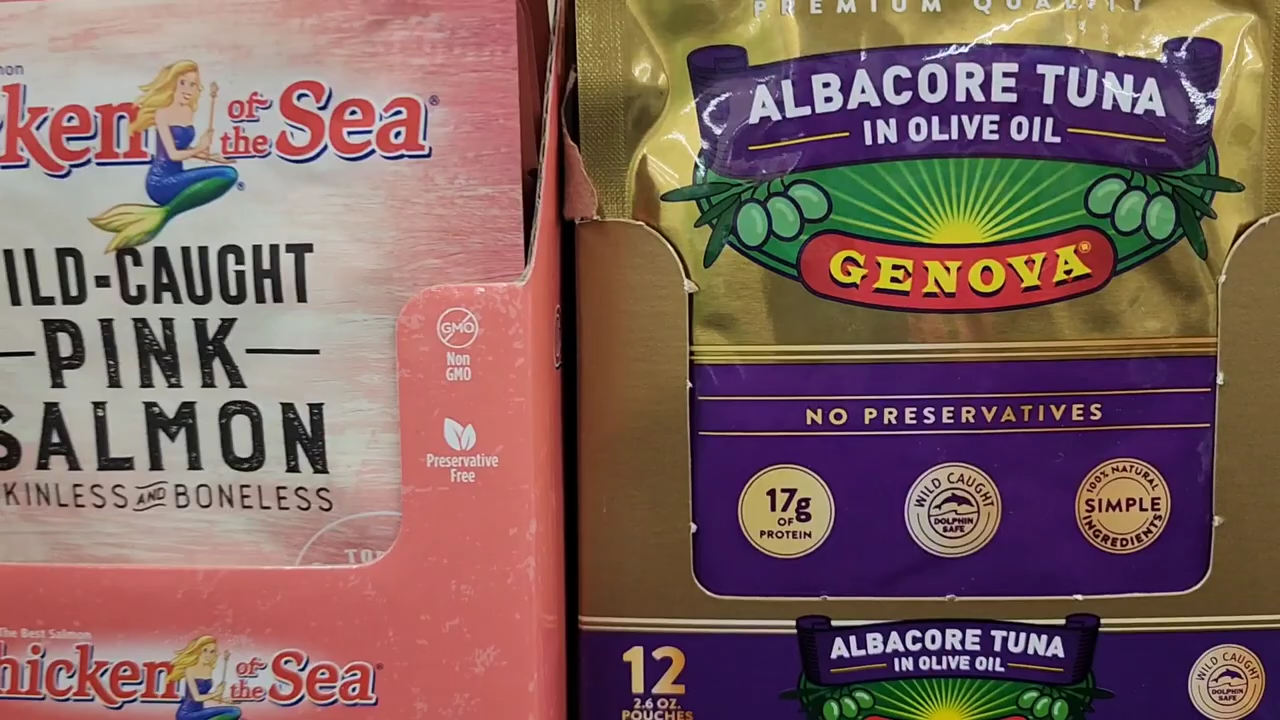 mon
ken of the Sea®
ILD-CAUGHT
PINK
SALMON
KINLESS AND BONELESS
GMO
Non
GMO
Preservative
Free
The Best Salmon
hicken of the Sea®
PREMIUM QUALITY
ALBACORE TUNA
IN OLIVE OIL
GENOVA®
NO PRESERVATIVES
17g
OF
PROTEIN
WILD CAUGHT
DOLPHIN
SAFE
100% NATURAL
SIMPLE
INGREDIENTS
12
2.6 OZ.
POUCHES
ALBACORE TUNA
IN OLIVE OIL
WILD CAUGHT
DOLPHIN
SAFE